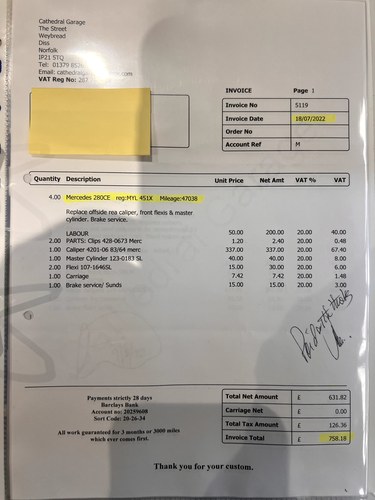 Cathedral Garage
The Street
Weybread
Diss
Norfolk
IP21 5TQ
Tel: 01379
Email:
VAT Reg No: 267
INVOICE Page 1
Invoice No 5119
Invoice Date 18/07/2022
Order No
Account Ref M
Quantity Description Unit Price Net Amt VAT % VAT
4.00 Mercedes 280CE reg:MYL 451X Mileage:47038
Replace offside rea caliper, front flexis & master
cylinder. Brake service.
LABOUR 50.00 200.00 20.00 40.00
2.00 PARTS: Clips 428-0673 Merc 1.20 2.40 20.00 0.48
1.00 Caliper 4201-06 83/64 merc 337.00 337.00 20.00 67.40
1.00 Master Cylinder 123-0183 SL 40.00 40.00 20.00 8.00
2.00 Flexi 107-1646SL 15.00 30.00 20.00 6.00
1.00 Carriage 7.42 7.42 20.00 1.48
1.00 Brake service/ Sunds 15.00 15.00 20.00 3.00
Paid with thanks
Payments strictly 28 days
Barclays Bank
Account no: 20259608
Sort Code: 20-26-34
All work guaranteed for 3 months or 3000 miles
which ever comes first.
Total Net Amount £ 631.82
Carriage Net £ 0.00
Total Tax Amount £ 126.36
Invoice Total £ 758.18
Thank you for your custom.